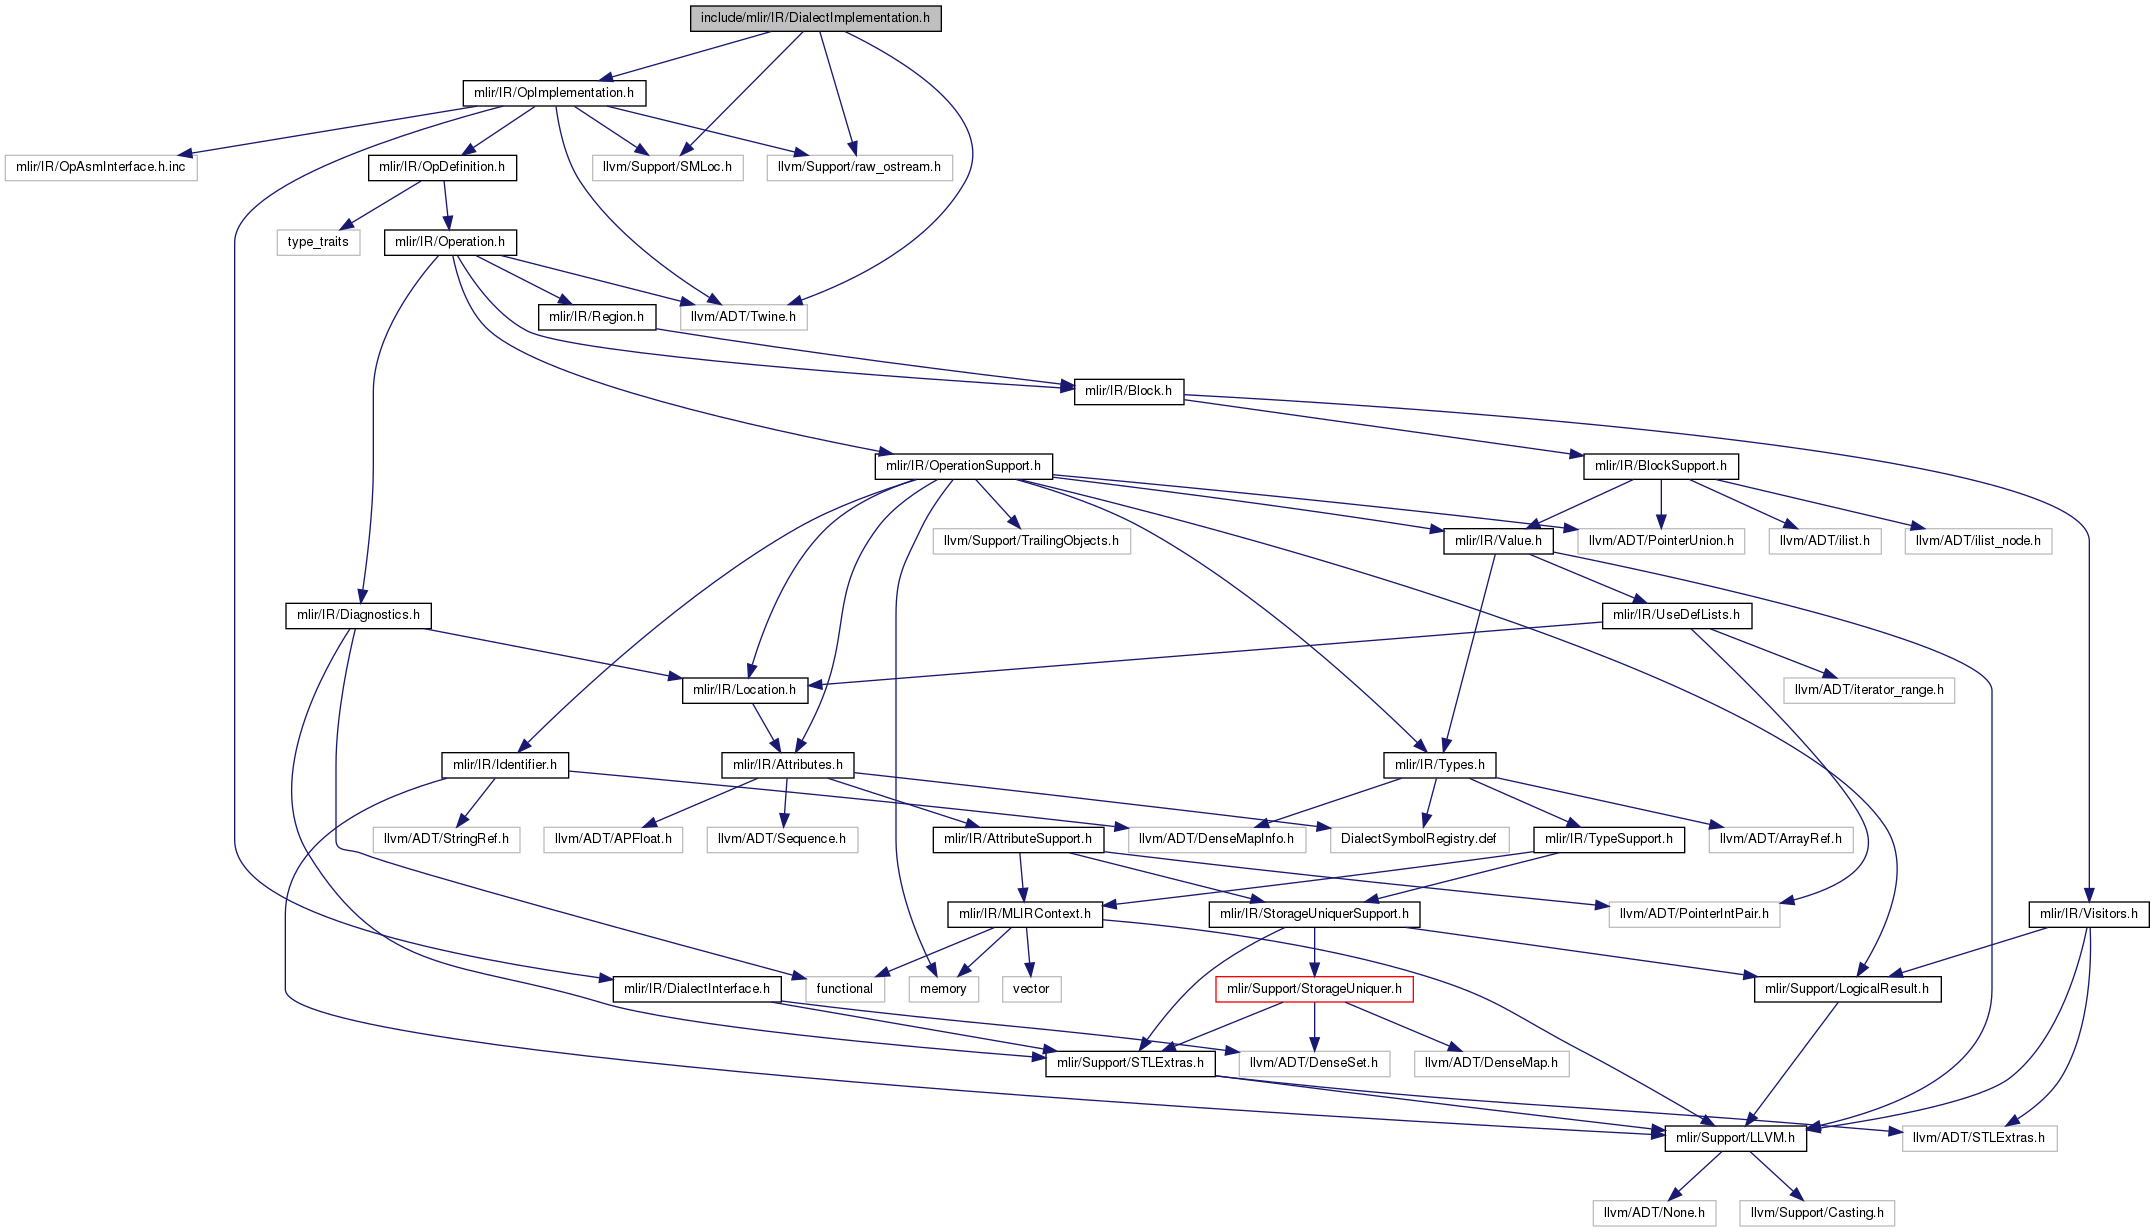 include/mlir/IR/DialectImplementation.h
mlir/IR/OpImplementation.h
mlir/IR/OpAsmInterface.h.inc
mlir/IR/OpDefinition.h
llvm/Support/SMLoc.h
llvm/Support/raw_ostream.h
type_traits
mlir/IR/Operation.h
mlir/IR/Region.h
llvm/ADT/Twine.h
mlir/IR/Block.h
mlir/IR/OperationSupport.h
mlir/IR/BlockSupport.h
llvm/Support/TrailingObjects.h
mlir/IR/Value.h
llvm/ADT/PointerUnion.h
llvm/ADT/ilist.h
llvm/ADT/ilist_node.h
mlir/IR/Diagnostics.h
mlir/IR/UseDefLists.h
mlir/IR/Location.h
llvm/ADT/iterator_range.h
mlir/IR/Identifier.h
mlir/IR/Attributes.h
mlir/IR/Types.h
llvm/ADT/StringRef.h
llvm/ADT/APFloat.h
llvm/ADT/Sequence.h
mlir/IR/AttributeSupport.h
llvm/ADT/DenseMapInfo.h
DialectSymbolRegistry.def
mlir/IR/TypeSupport.h
llvm/ADT/ArrayRef.h
mlir/IR/MLIRContext.h
mlir/IR/StorageUniquerSupport.h
llvm/ADT/PointerIntPair.h
mlir/IR/Visitors.h
mlir/IR/DialectInterface.h
functional
memory
vector
mlir/Support/StorageUniquer.h
mlir/Support/LogicalResult.h
mlir/Support/STLExtras.h
llvm/ADT/DenseSet.h
llvm/ADT/DenseMap.h
mlir/Support/LLVM.h
llvm/ADT/STLExtras.h
llvm/ADT/None.h
llvm/Support/Casting.h